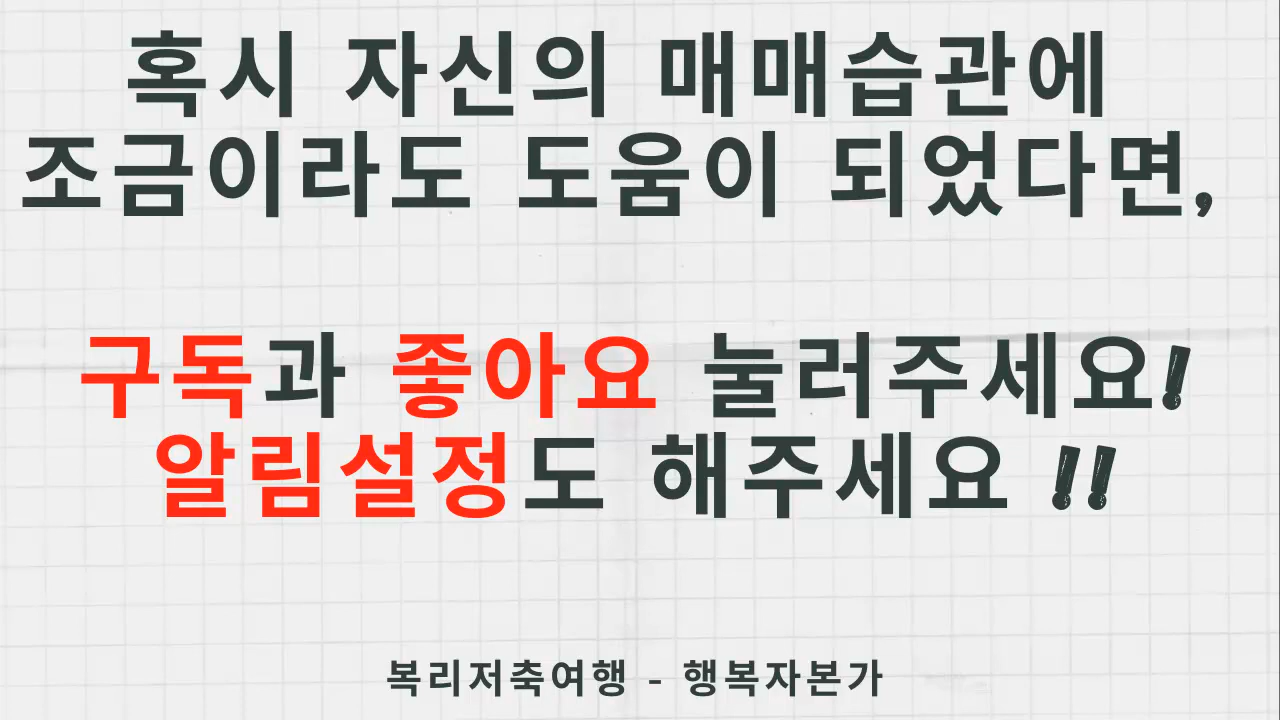 혹시 자신의 매매습관에
조금이라도 도움이 되었다면,
구독과 좋아요 눌러주세요!
알림설정도 해주세요 !!
복리저축여행 - 행복자본가